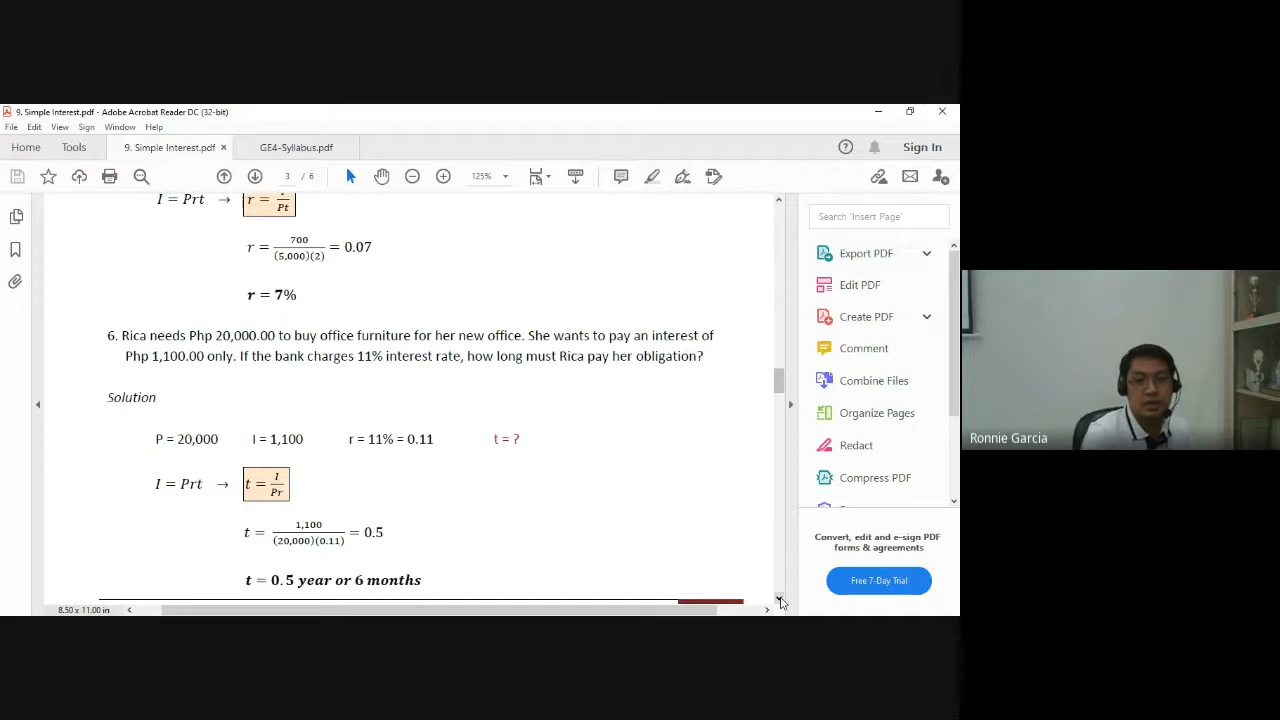 9. Simple Interest.pdf - Adobe Acrobat Reader DC (32-bit)
File Edit View Sign Window Help
Home Tools 9. Simple Interest.pdf × GE4-Syllabus.pdf Sign In
3 / 6 125%
I = Prt → r = I/Pt
r = 700/(5,000)(2) = 0.07
r = 7%
6. Rica needs Php 20,000.00 to buy office furniture for her new office. She wants to pay an interest of
Php 1,100.00 only. If the bank charges 11% interest rate, how long must Rica pay her obligation?
Solution
P = 20,000 I = 1,100 r = 11% = 0.11 t = ?
I = Prt → t = I/Pr
t = 1,100/(20,000)(0.11) = 0.5
t = 0.5 year or 6 months
8.50 x 11.00 in
Search 'Insert Page'
Export PDF
Edit PDF
Create PDF
Comment
Combine Files
Organize Pages
Redact
Compress PDF
Convert, edit and e-sign PDF
forms & agreements
Free 7-Day Trial
Ronnie Garcia